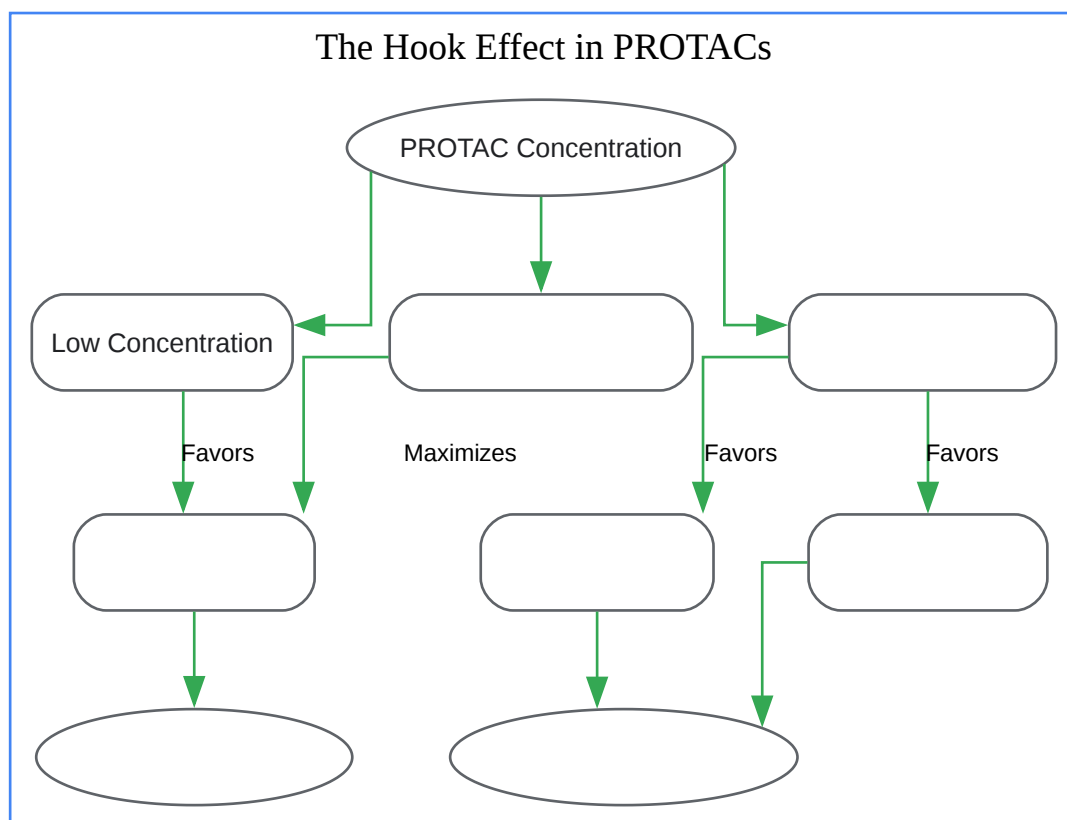 The Hook Effect in PROTACs
PROTAC Concentration
Low Concentration
Favors
Maximizes
Favors
Favors